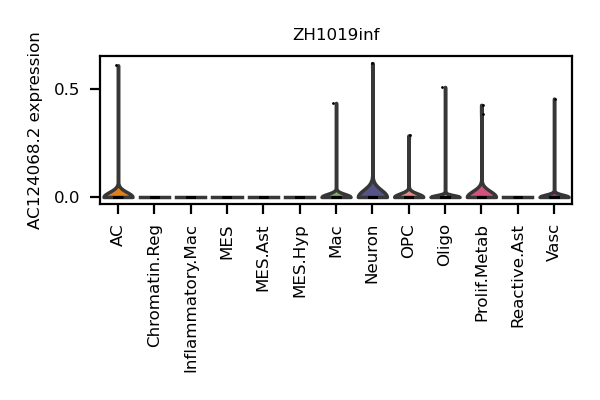 ZH1019inf
AC124068.2 expression
0.5
0.0
AC
Chromatin.Reg
Inflammatory.Mac
MES
MES.Ast
MES.Hyp
Mac
Neuron
OPC
Oligo
Prolif.Metab
Reactive.Ast
Vasc